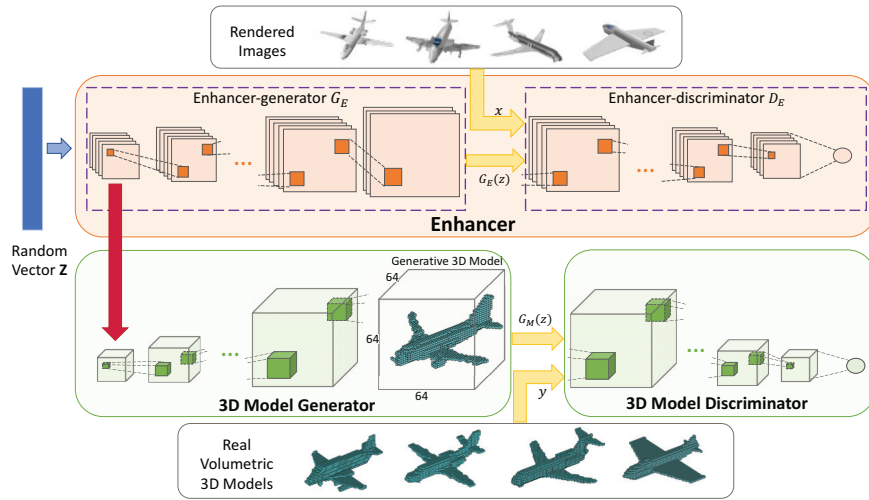 Rendered
Images
Enhancer-generator G_E
Enhancer-discriminator D_E
x
...
G_E(z)
...
Enhancer
Random
Vector Z
Generative 3D Model
64
64
64
...
G_M(z)
...
y
3D Model Generator
3D Model Discriminator
Real
Volumetric
3D Models